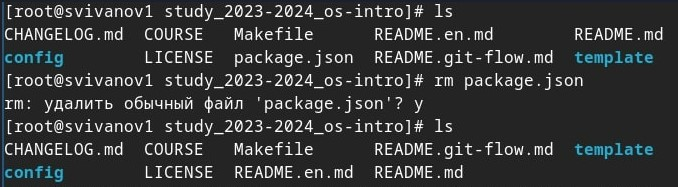 [root@svivanov1 study_2023-2024_os-intro]# ls
CHANGELOG.md  COURSE   Makefile      README.en.md        README.md
config        LICENSE  package.json  README.git-flow.md  template
[root@svivanov1 study_2023-2024_os-intro]# rm package.json
rm: удалить обычный файл 'package.json'? y
[root@svivanov1 study_2023-2024_os-intro]# ls
CHANGELOG.md  COURSE   Makefile      README.git-flow.md  template
config        LICENSE  README.en.md  README.md